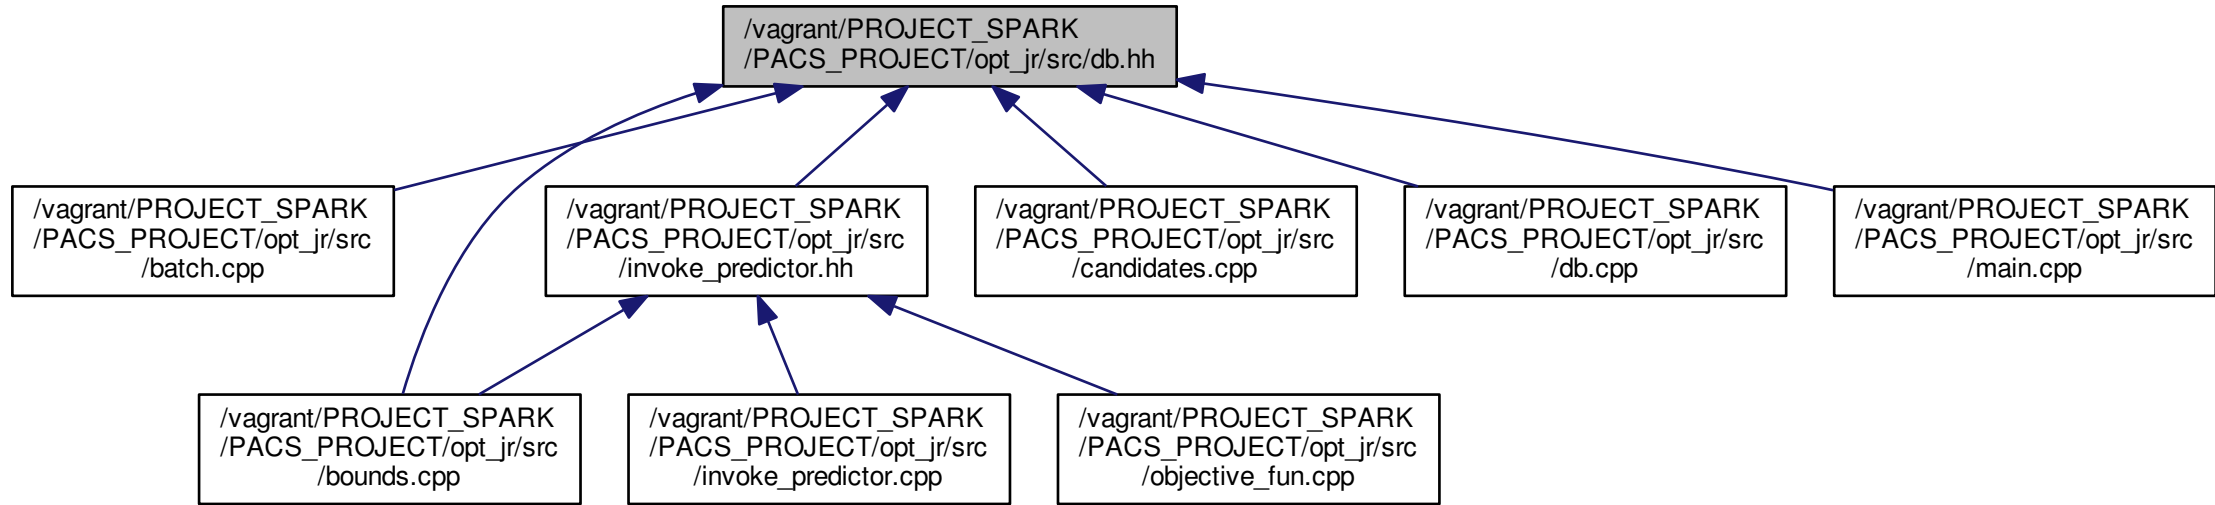 /vagrant/PROJECT_SPARK
/PACS_PROJECT/opt_jr/src/db.hh
/vagrant/PROJECT_SPARK
/PACS_PROJECT/opt_jr/src
/batch.cpp
/vagrant/PROJECT_SPARK
/PACS_PROJECT/opt_jr/src
/invoke_predictor.hh
/vagrant/PROJECT_SPARK
/PACS_PROJECT/opt_jr/src
/candidates.cpp
/vagrant/PROJECT_SPARK
/PACS_PROJECT/opt_jr/src
/db.cpp
/vagrant/PROJECT_SPARK
/PACS_PROJECT/opt_jr/src
/main.cpp
/vagrant/PROJECT_SPARK
/PACS_PROJECT/opt_jr/src
/bounds.cpp
/vagrant/PROJECT_SPARK
/PACS_PROJECT/opt_jr/src
/invoke_predictor.cpp
/vagrant/PROJECT_SPARK
/PACS_PROJECT/opt_jr/src
/objective_fun.cpp